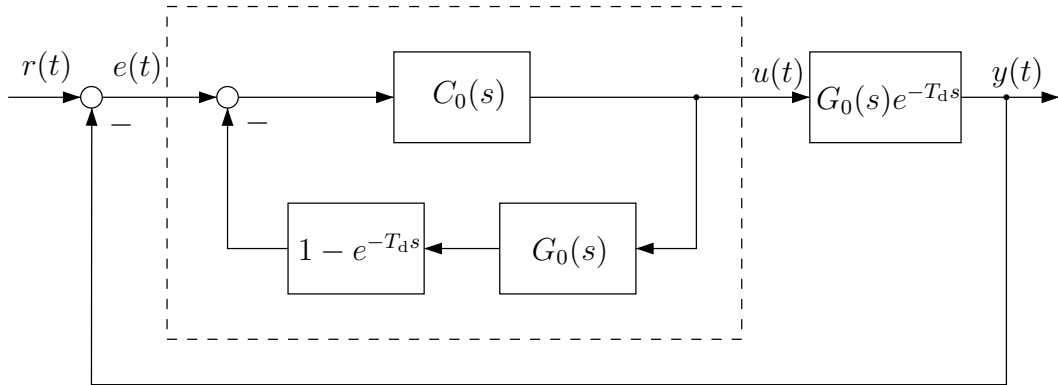 r(t)
e(t)
C₀(s)
u(t)
G₀(s)e^{-T_d s}
y(t)
−
−
1 − e^{-T_d s}
G₀(s)